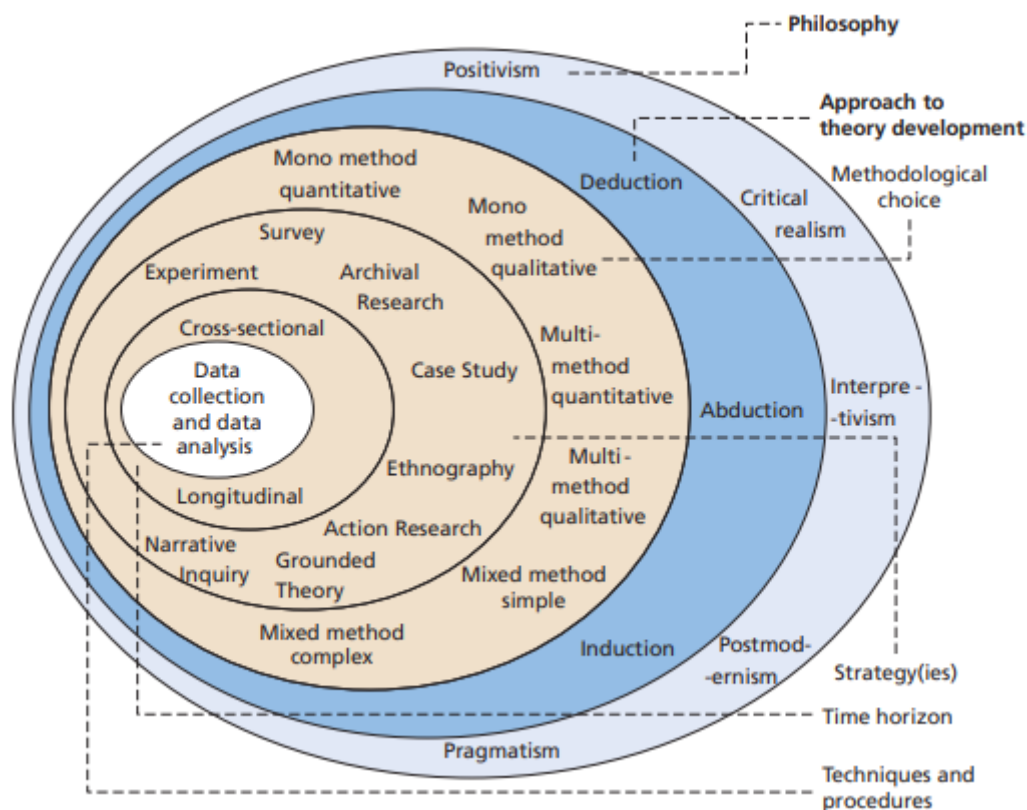 Philosophy
Positivism
Approach to
theory development
Mono method
quantitative
Deduction
Methodological
choice
Critical
realism
Mono
method
qualitative
Survey
Experiment
Archival
Research
Cross-sectional
Data
collection
and data
analysis
Multi-
method
quantitative
Case Study
Abduction
Interpre -
-tivism
Ethnography
Multi -
method
qualitative
Longitudinal
Action Research
Narrative
Inquiry
Grounded
Theory
Mixed method
simple
Mixed method
complex
Induction
Postmod-
-ernism
Strategy(ies)
Time horizon
Pragmatism
Techniques and
procedures